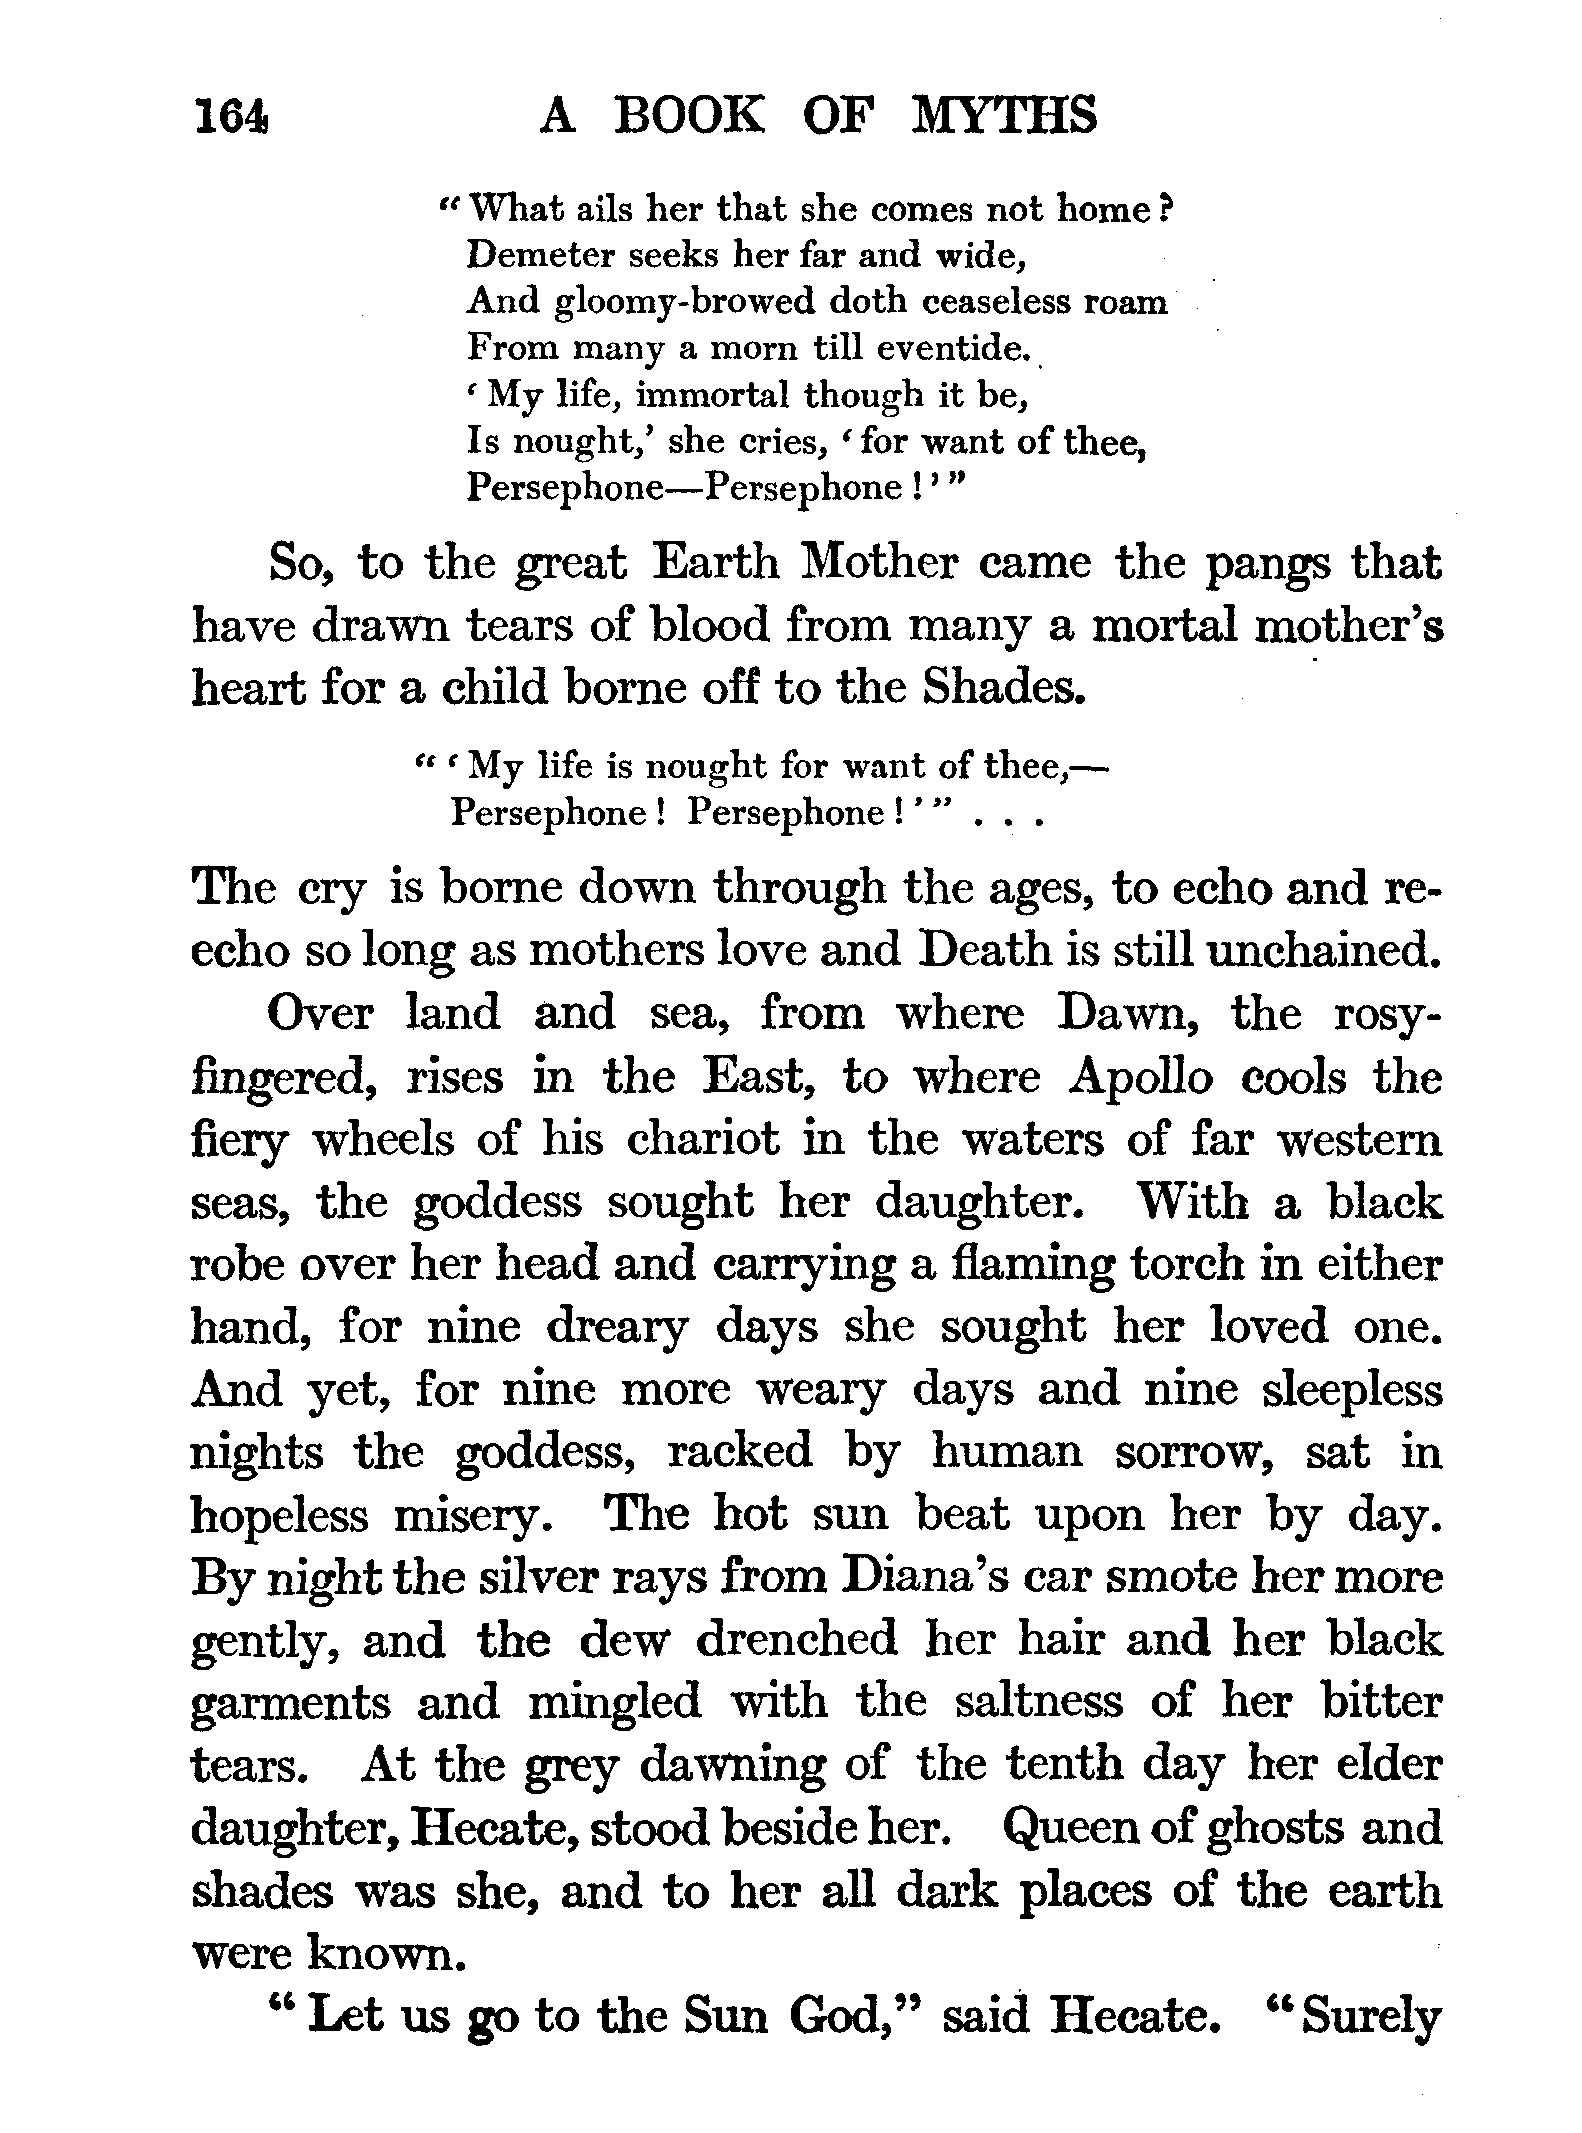 164 A BOOK OF MYTHS
“ What ails her that she comes not home ?
Demeter seeks her far and wide,
And gloomy-browed doth ceaseless roam
From many a morn till eventide.
‘ My life, immortal though it be,
Is nought,’ she cries, ‘ for want of thee,
Persephone—Persephone ! ’ ”
So, to the great Earth Mother came the pangs that
have drawn tears of blood from many a mortal mother’s
heart for a child borne off to the Shades.
“ ‘ My life is nought for want of thee,—
Persephone ! Persephone ! ’ ” . . .
The cry is borne down through the ages, to echo and re-
echo so long as mothers love and Death is still unchained.
Over land and sea, from where Dawn, the rosy-
fingered, rises in the East, to where Apollo cools the
fiery wheels of his chariot in the waters of far western
seas, the goddess sought her daughter. With a black
robe over her head and carrying a flaming torch in either
hand, for nine dreary days she sought her loved one.
And yet, for nine more weary days and nine sleepless
nights the goddess, racked by human sorrow, sat in
hopeless misery. The hot sun beat upon her by day.
By night the silver rays from Diana’s car smote her more
gently, and the dew drenched her hair and her black
garments and mingled with the saltness of her bitter
tears. At the grey dawning of the tenth day her elder
daughter, Hecate, stood beside her. Queen of ghosts and
shades was she, and to her all dark places of the earth
were known.
“ Let us go to the Sun God,” said Hecate. “ Surely